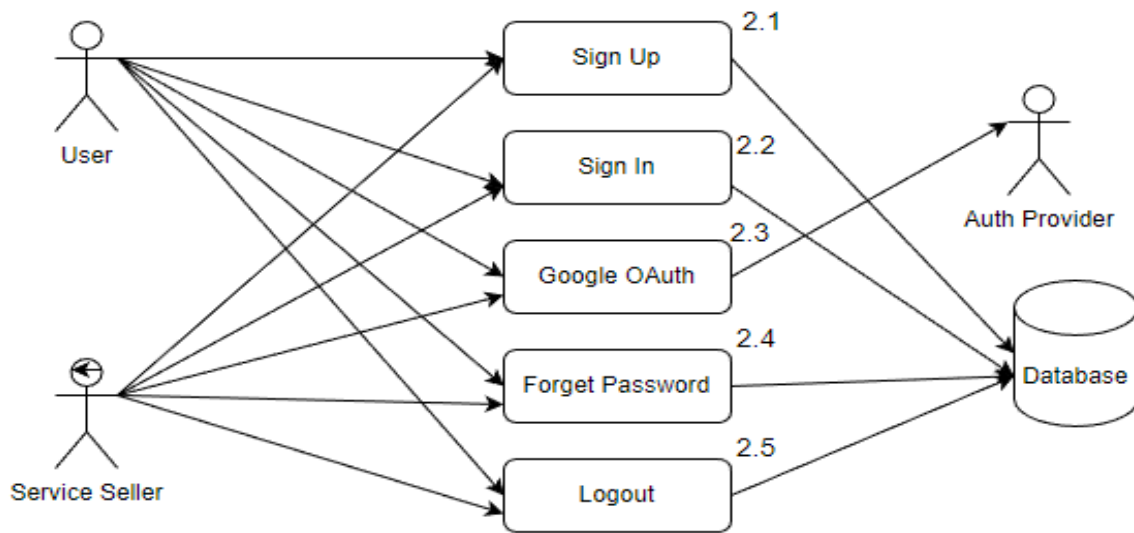 2.1
Sign Up
User
2.2
Sign In
Auth Provider
2.3
Google OAuth
2.4
Forget Password
Database
2.5
Logout
Service Seller